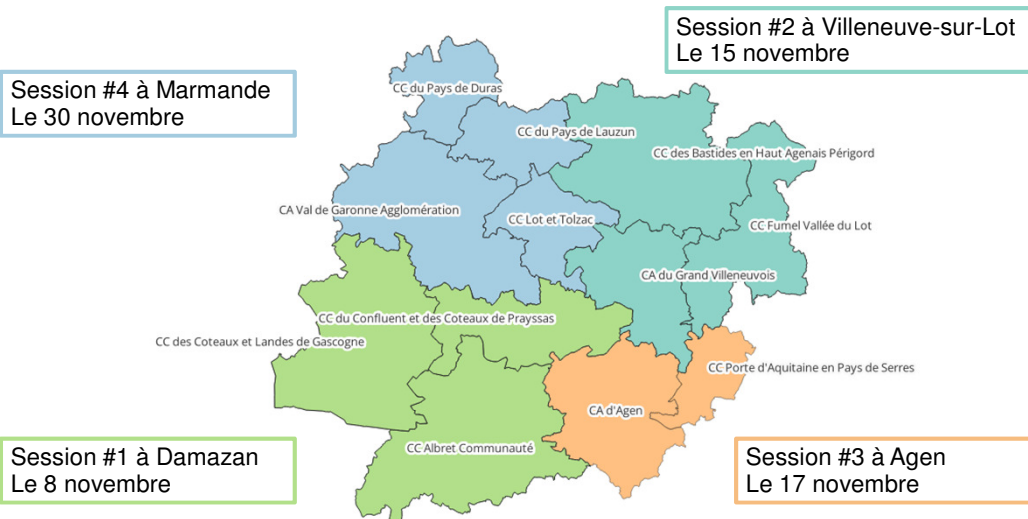 Session #2 à Villeneuve-sur-Lot
Le 15 novembre
Session #4 à Marmande
Le 30 novembre
CC du Pays de Duras
CC du Pays de Lauzun
CC des Bastides en Haut Agenais Périgord
CA Val de Garonne Agglomération
CC Lot et Tolzac
CC Fumel Vallée du Lot
CA du Grand Villeneuvois
CC du Confluent et des Coteaux de Prayssas
CC des Coteaux et Landes de Gascogne
CC Porte d'Aquitaine en Pays de Serres
CA d'Agen
CC Albret Communauté
Session #1 à Damazan
Le 8 novembre
Session #3 à Agen
Le 17 novembre